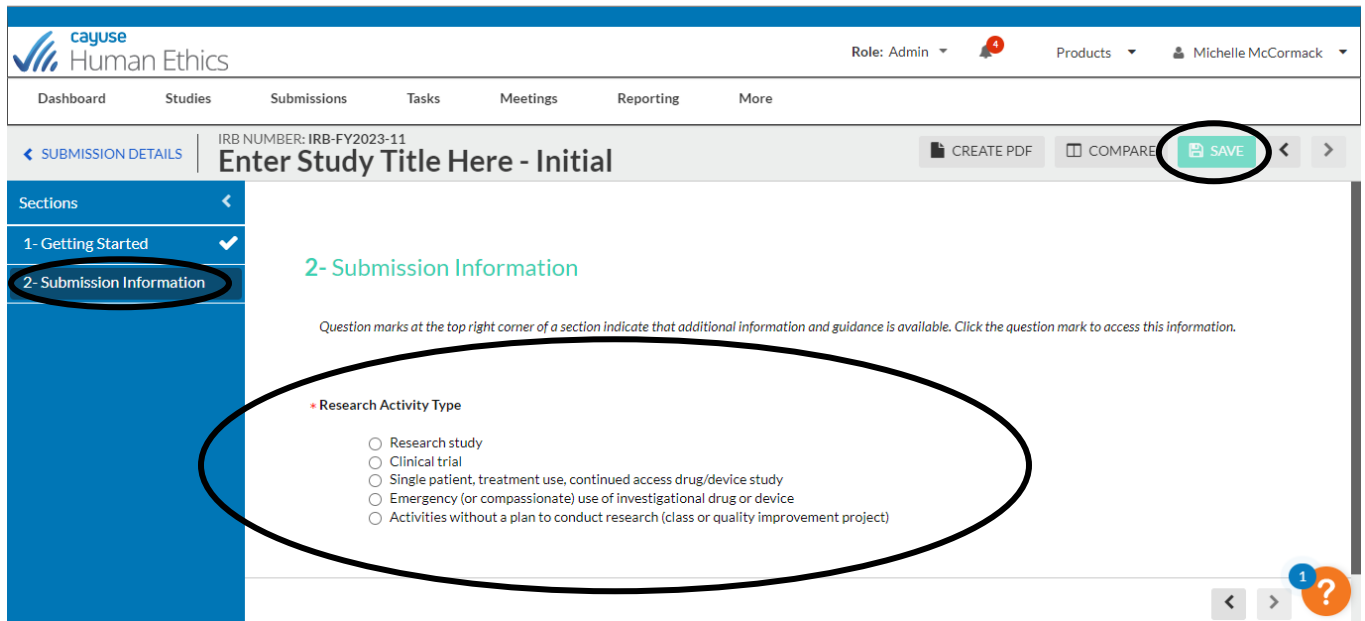 cayuse
Human Ethics
Role: Admin
4
Products
Michelle McCormack
Dashboard Studies Submissions Tasks Meetings Reporting More
SUBMISSION DETAILS
IRB NUMBER: IRB-FY2023-11
Enter Study Title Here - Initial
CREATE PDF
COMPARE
SAVE
Sections
1- Getting Started
2- Submission Information
2- Submission Information
Question marks at the top right corner of a section indicate that additional information and guidance is available. Click the question mark to access this information.
* Research Activity Type
Research study
Clinical trial
Single patient, treatment use, continued access drug/device study
Emergency (or compassionate) use of investigational drug or device
Activities without a plan to conduct research (class or quality improvement project)
1
?